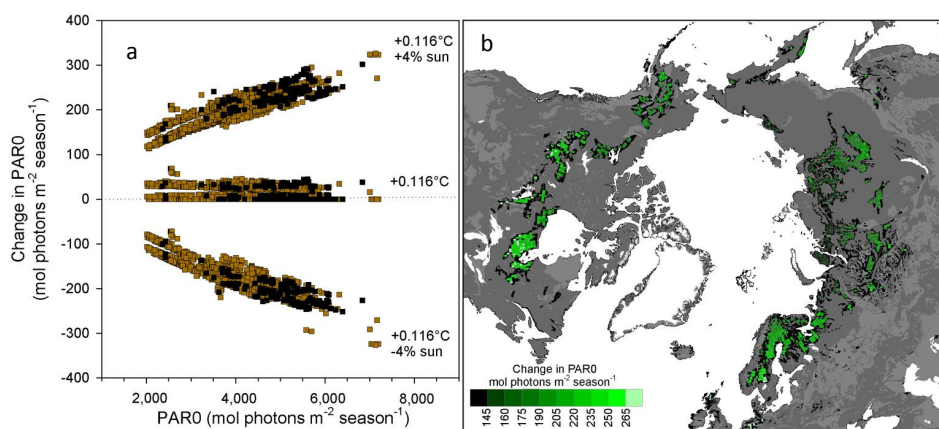 a
b
400
300
200
100
0
-100
-200
-300
-400
Change in PAR0
(mol photons m⁻² season⁻¹)
+0.116°C
+4% sun
+0.116°C
+0.116°C
-4% sun
2,000 4,000 6,000 8,000
PAR0 (mol photons m⁻² season⁻¹)
Change in PAR0
mol photons m⁻² season⁻¹
145 160 175 190 205 220 235 250 265